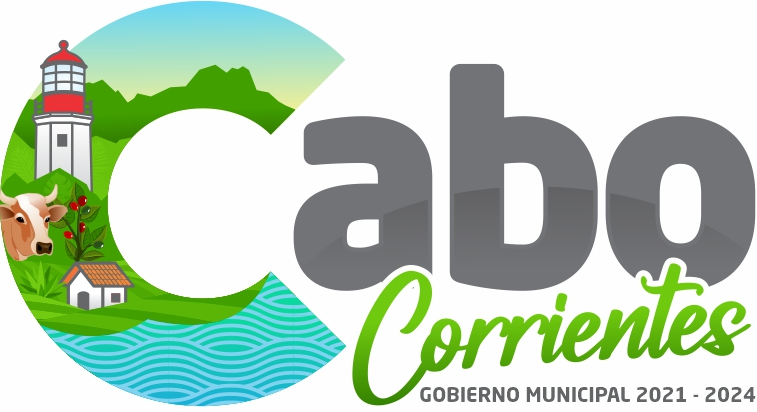 Cabo
Corrientes
GOBIERNO MUNICIPAL 2021 - 2024